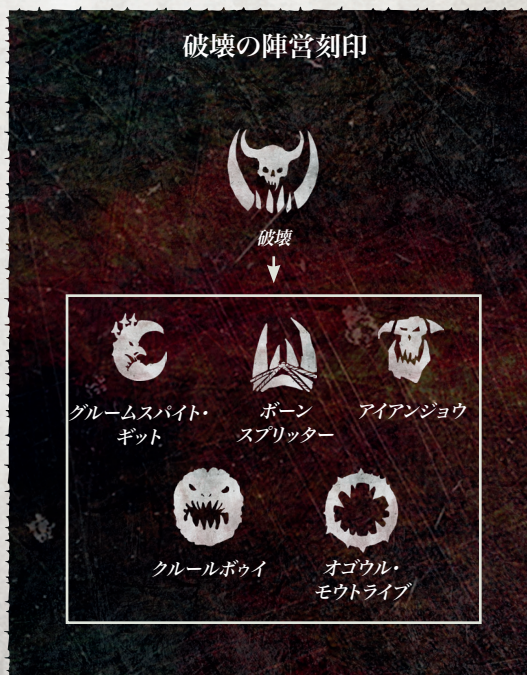 破壊の陣営刻印
破壊
グルームスパイト・
ギット
ボーン
スプリッター
アイアンジョウ
クルールボゥイ
オゴウル・
モウトライブ